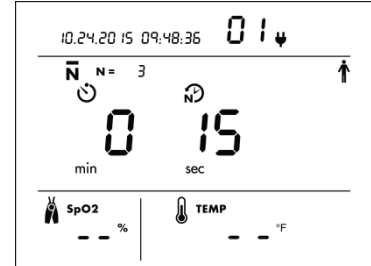 10.24.2015 09:48:36 01
N N = 3
N
0 15
min sec
SpO2 TEMP
-- % -- °F